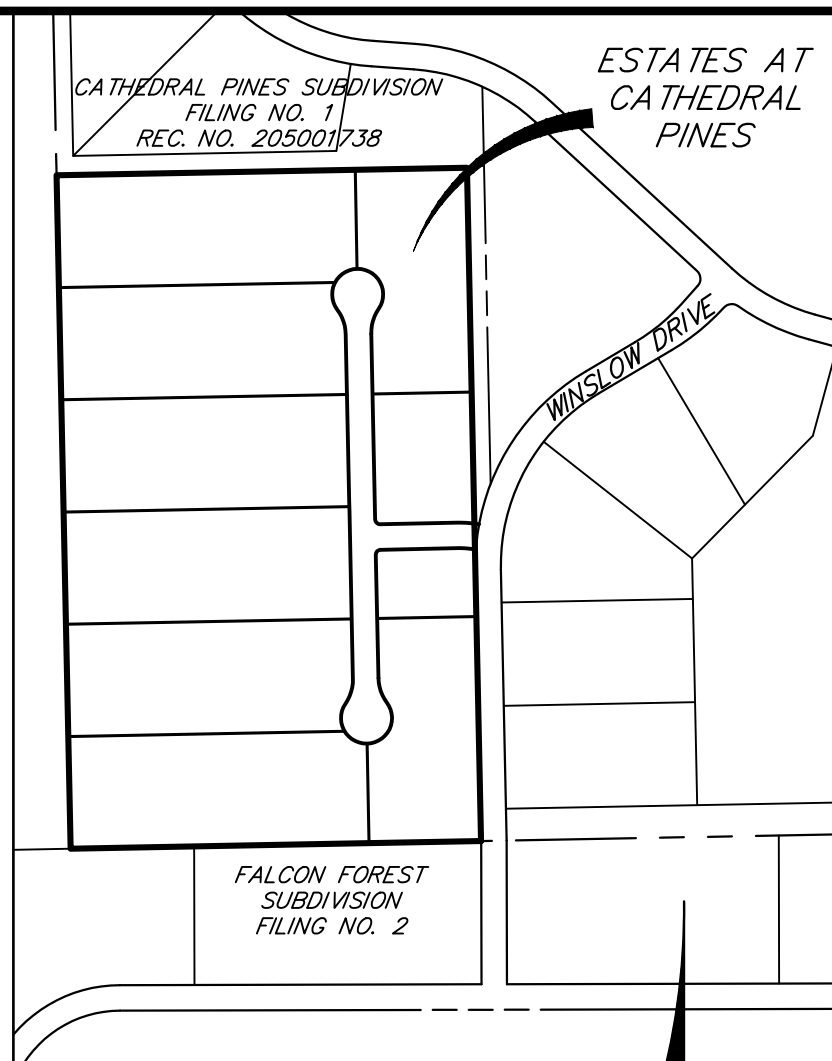 CATHEDRAL PINES SUBDIVISION
FILING NO. 1
REC. NO. 205001738
ESTATES AT
CATHEDRAL
PINES
WINSLOW DRIVE
FALCON FOREST
SUBDIVISION
FILING NO. 2